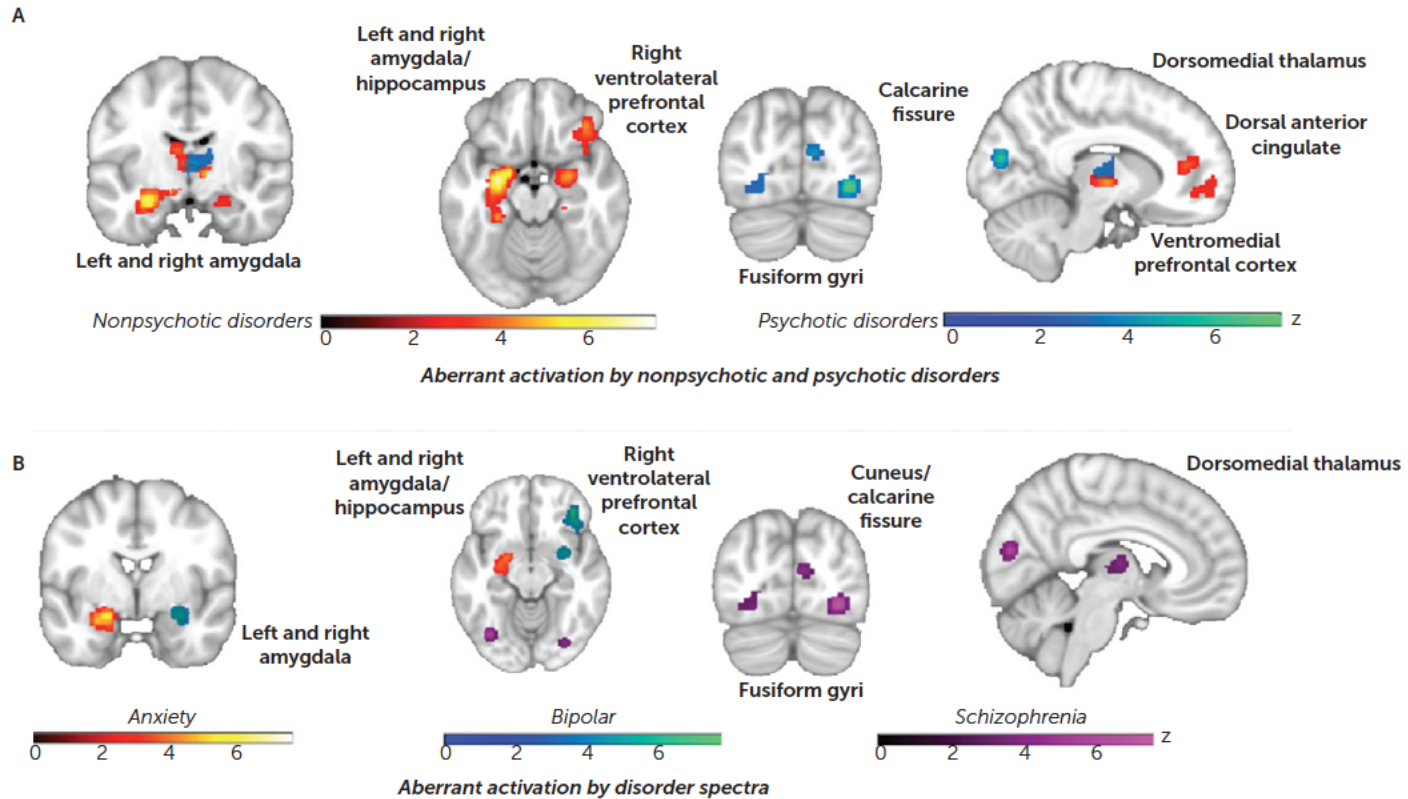 A
Left and right
amygdala/
hippocampus
Right
ventrolateral
prefrontal
cortex
Calcarine
fissure
Dorsomedial thalamus
Dorsal anterior
cingulate
Left and right amygdala
Fusiform gyri
Ventromedial
prefrontal cortex
Nonpsychotic disorders
0 2 4 6
Psychotic disorders
0 2 4 6 z
Aberrant activation by nonpsychotic and psychotic disorders
B
Left and right
amygdala/
hippocampus
Right
ventrolateral
prefrontal
cortex
Cuneus/
calcarine
fissure
Dorsomedial thalamus
Left and right
amygdala
Fusiform gyri
Anxiety
0 2 4 6
Bipolar
0 2 4 6
Schizophrenia
0 2 4 6 z
Aberrant activation by disorder spectra